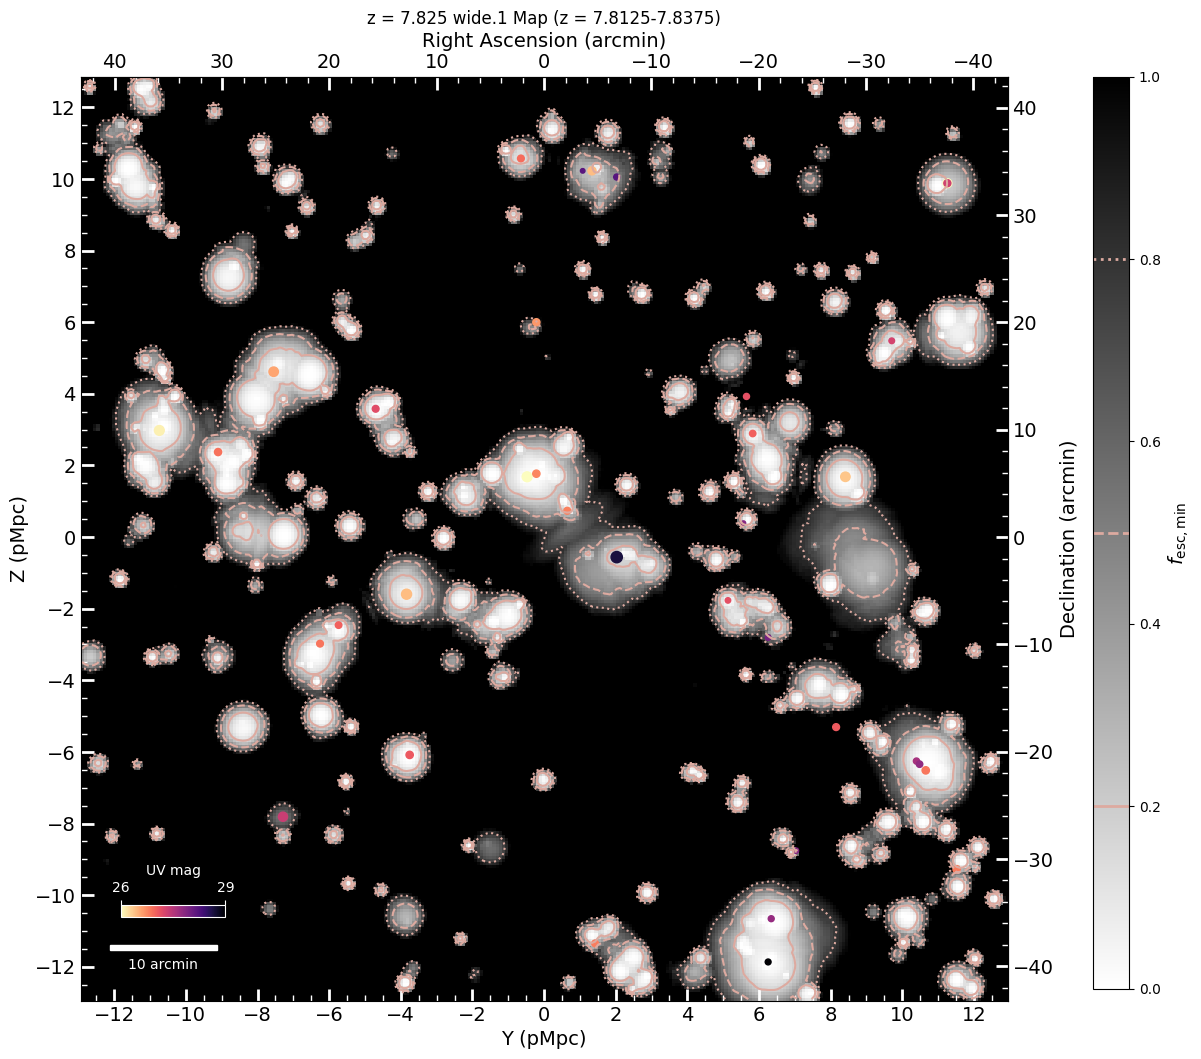 z = 7.825 wide.1 Map (z = 7.8125-7.8375)
Right Ascension (arcmin)
40 30 20 10 0 −10 −20 −30 −40
12
10
8
6
4
2
0
−2
−4
−6
−8
−10
−12
Z (pMpc)
UV mag
26 29
10 arcmin
40
30
20
10
0
−10
−20
−30
−40
Declination (arcmin)
−12 −10 −8 −6 −4 −2 0 2 4 6 8 10 12
Y (pMpc)
1.0
0.8
0.6
0.4
0.2
0.0
f_esc,min